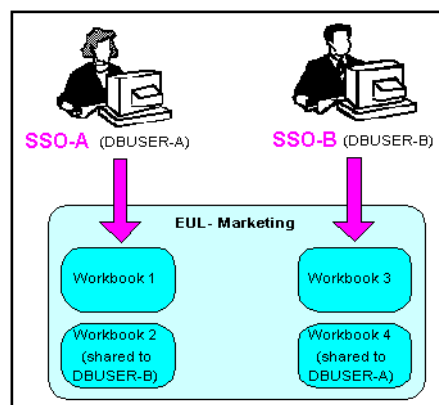 SSO-A (DBUSER-A)
SSO-B (DBUSER-B)
EUL- Marketing
Workbook 1
Workbook 3
Workbook 2
(shared to
DBUSER-B)
Workbook 4
(shared to
DBUSER-A)